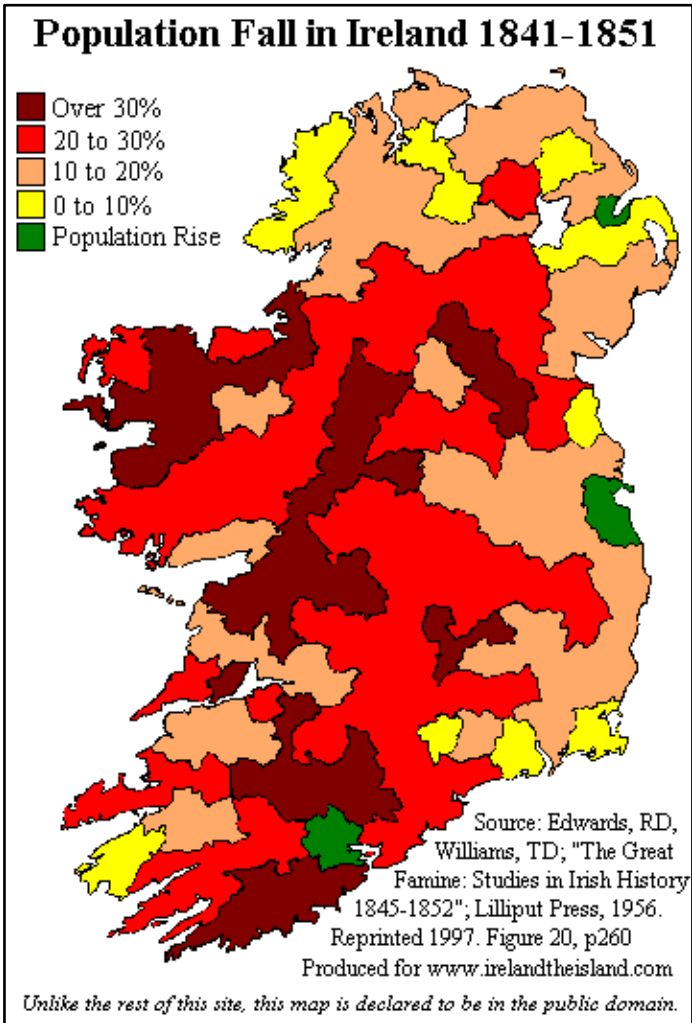 Population Fall in Ireland 1841-1851
Over 30%
20 to 30%
10 to 20%
0 to 10%
Population Rise
Source: Edwards, RD,
Williams, TD; "The Great
Famine: Studies in Irish History
1845-1852"; Lilliput Press, 1956.
Reprinted 1997. Figure 20, p260
Produced for www.irelandtheisland.com
Unlike the rest of this site, this map is declared to be in the public domain.